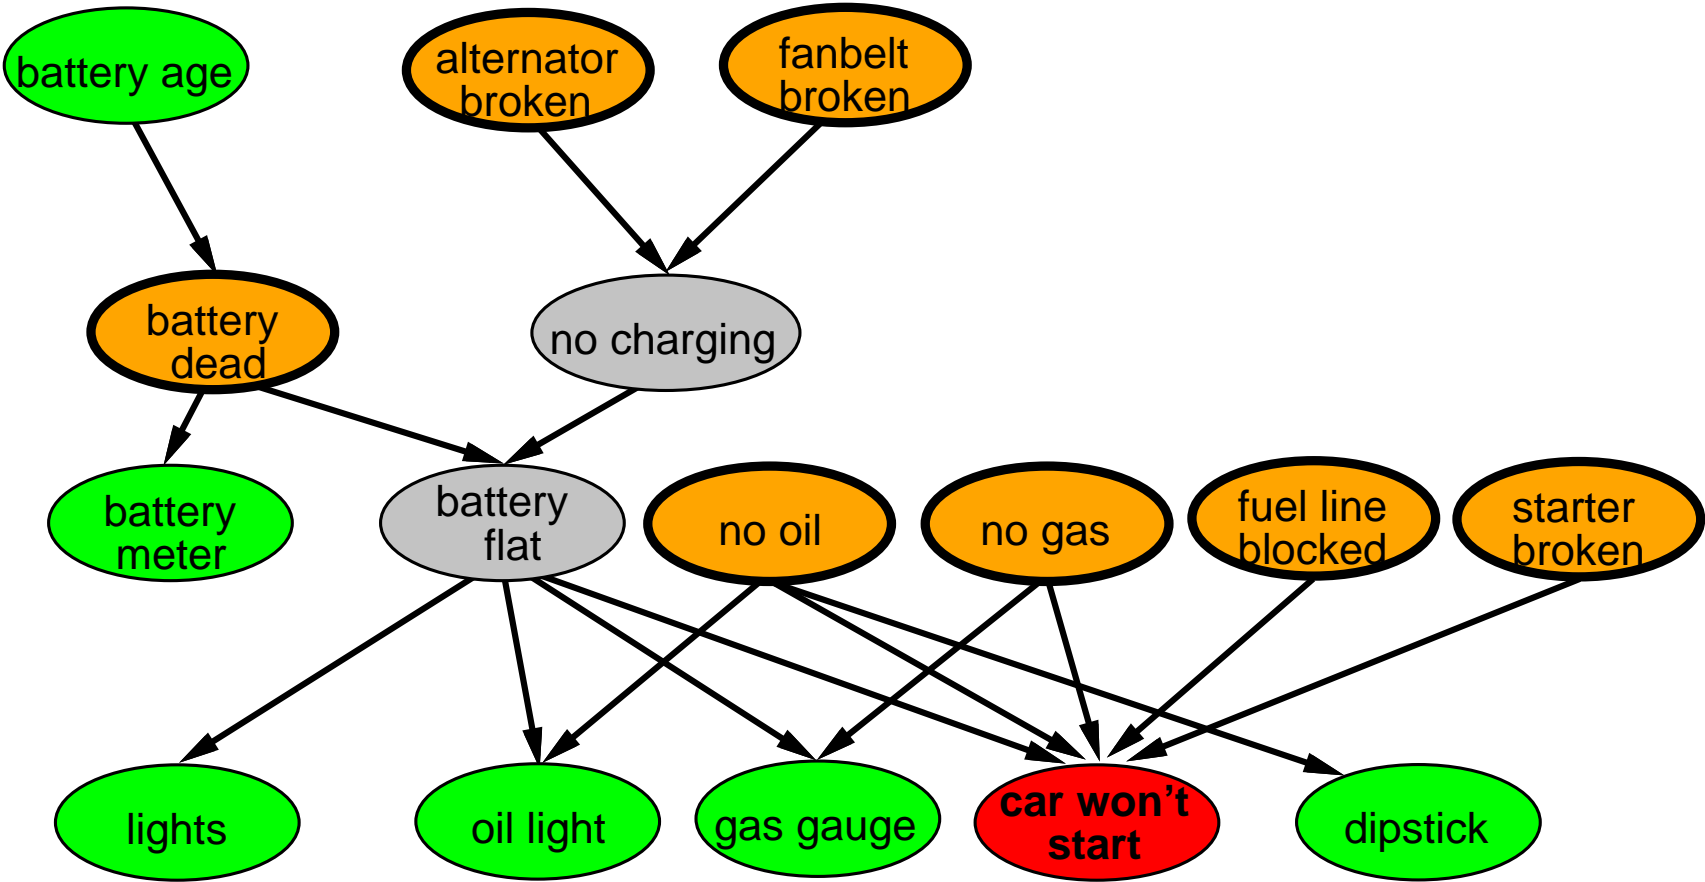 battery age
alternator
broken
fanbelt
broken
battery
dead
no charging
battery
meter
battery
flat
no oil
no gas
fuel line
blocked
starter
broken
lights
oil light
gas gauge
car won’t
start
dipstick